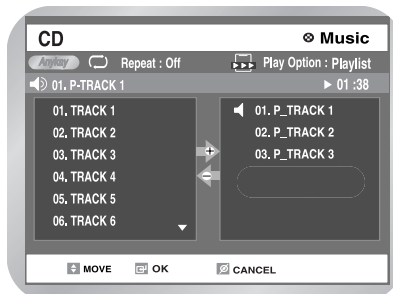 CD
Music
Anykey Repeat : Off
Play Option : Playlist
01. P-TRACK 1
01 :38
01. TRACK 1
02. TRACK 2
03. TRACK 3
04. TRACK 4
05. TRACK 5
06. TRACK 6
01. P_TRACK 1
02. P_TRACK 2
03. P_TRACK 3
MOVE OK CANCEL